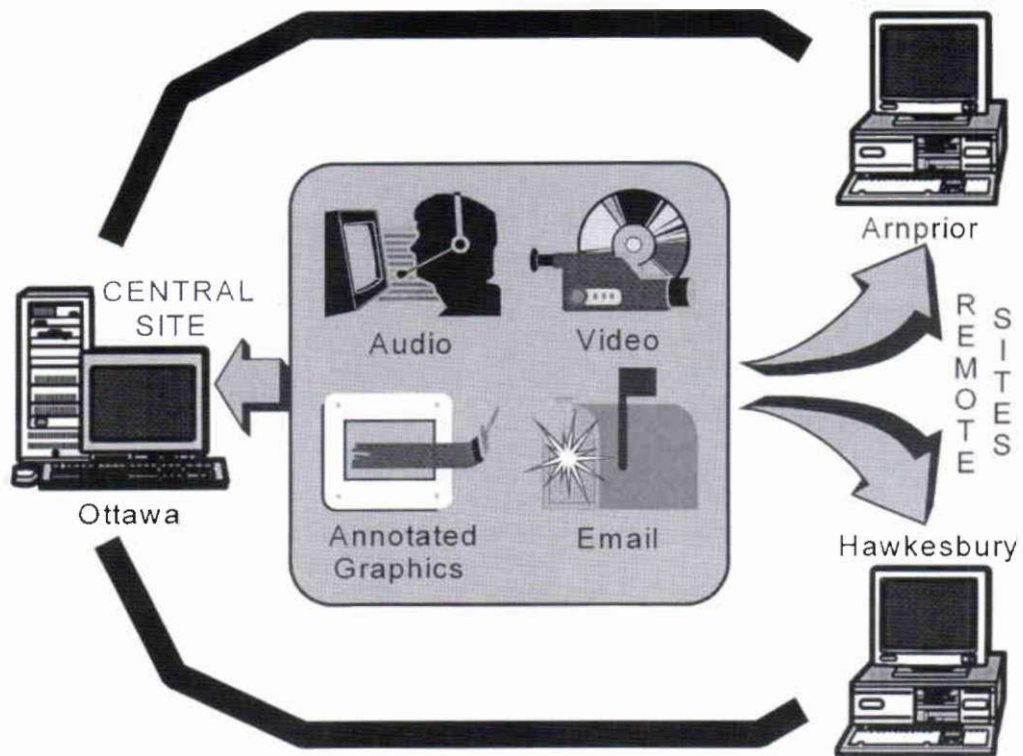 Arnprior
CENTRAL
SITE
Audio
Video
REMOTE
SITES
Ottawa
Annotated
Graphics
Email
Hawkesbury